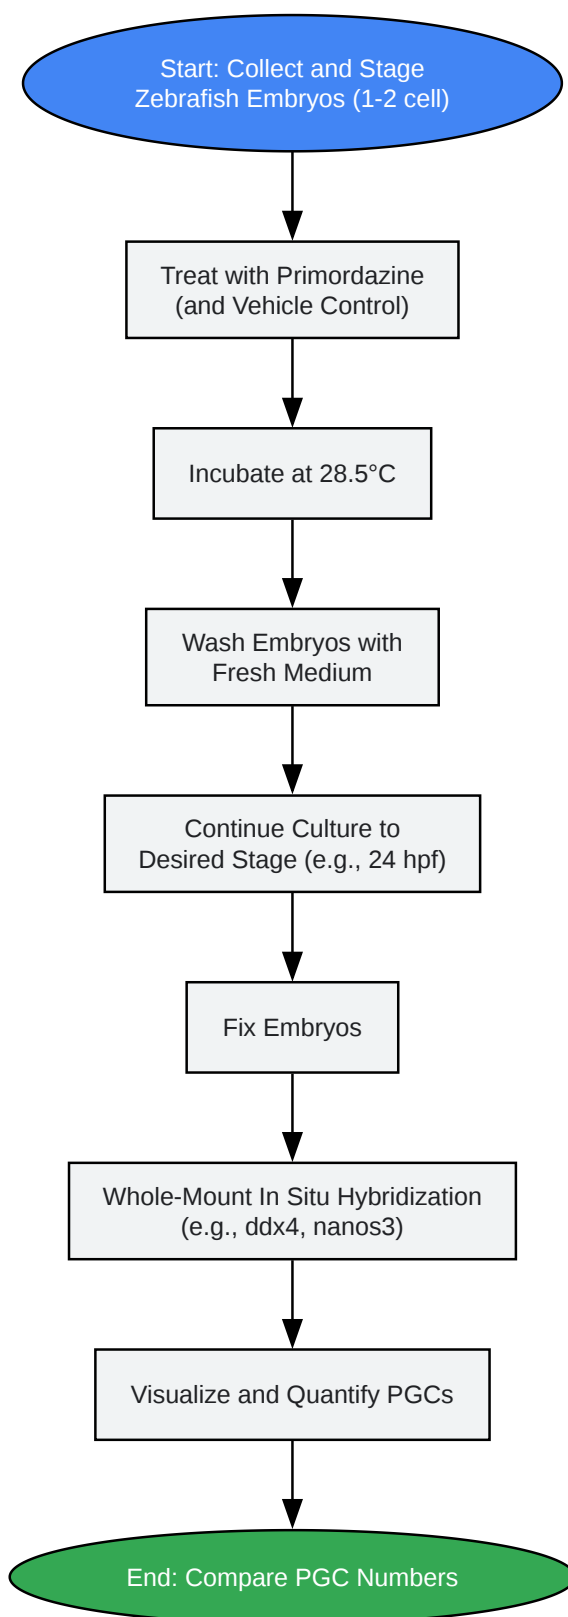 Start: Collect and Stage
Zebrafish Embryos (1-2 cell)
Treat with Primordazine
(and Vehicle Control)
Incubate at 28.5°C
Wash Embryos with
Fresh Medium
Continue Culture to
Desired Stage (e.g., 24 hpf)
Fix Embryos
Whole-Mount In Situ Hybridization
(e.g., ddx4, nanos3)
Visualize and Quantify PGCs
End: Compare PGC Numbers